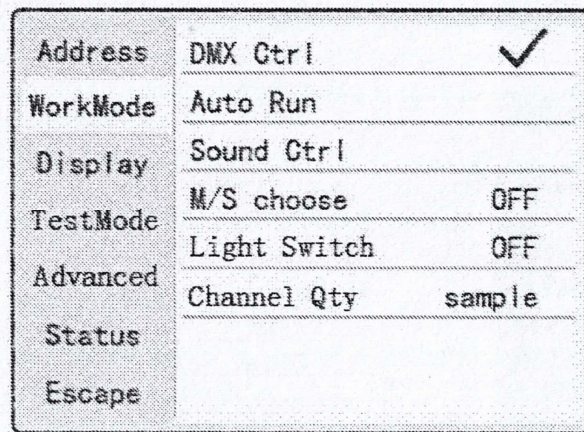 Address
WorkMode
Display
TestMode
Advanced
Status
Escape
DMX Ctrl
Auto Run
Sound Ctrl
M/S choose OFF
Light Switch OFF
Channel Qty sample